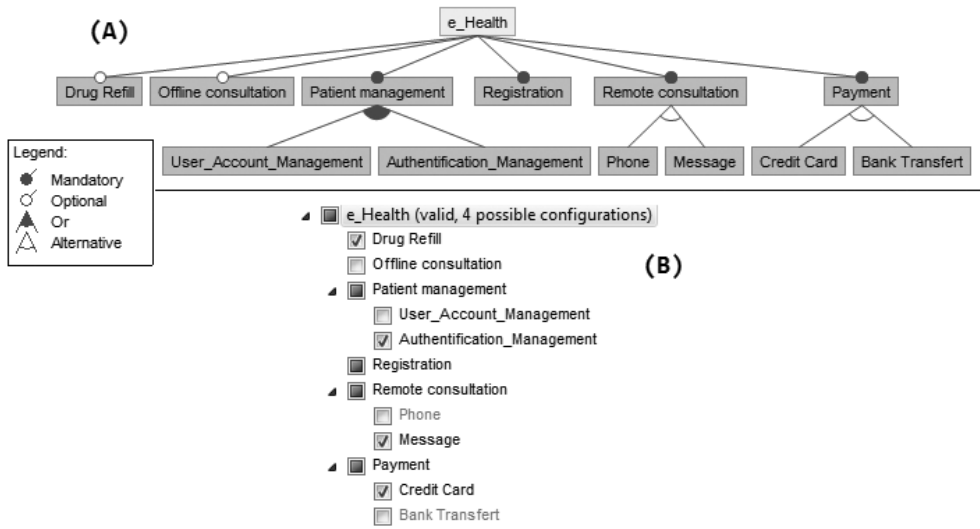 (A)
e_Health
Drug Refill
Offline consultation
Patient management
Registration
Remote consultation
Payment
User_Account_Management
Authentification_Management
Phone
Message
Credit Card
Bank Transfert
Legend:
Mandatory
Optional
Or
Alternative
(B)
e_Health (valid, 4 possible configurations)
Drug Refill
Offline consultation
Patient management
User_Account_Management
Authentification_Management
Registration
Remote consultation
Phone
Message
Payment
Credit Card
Bank Transfert